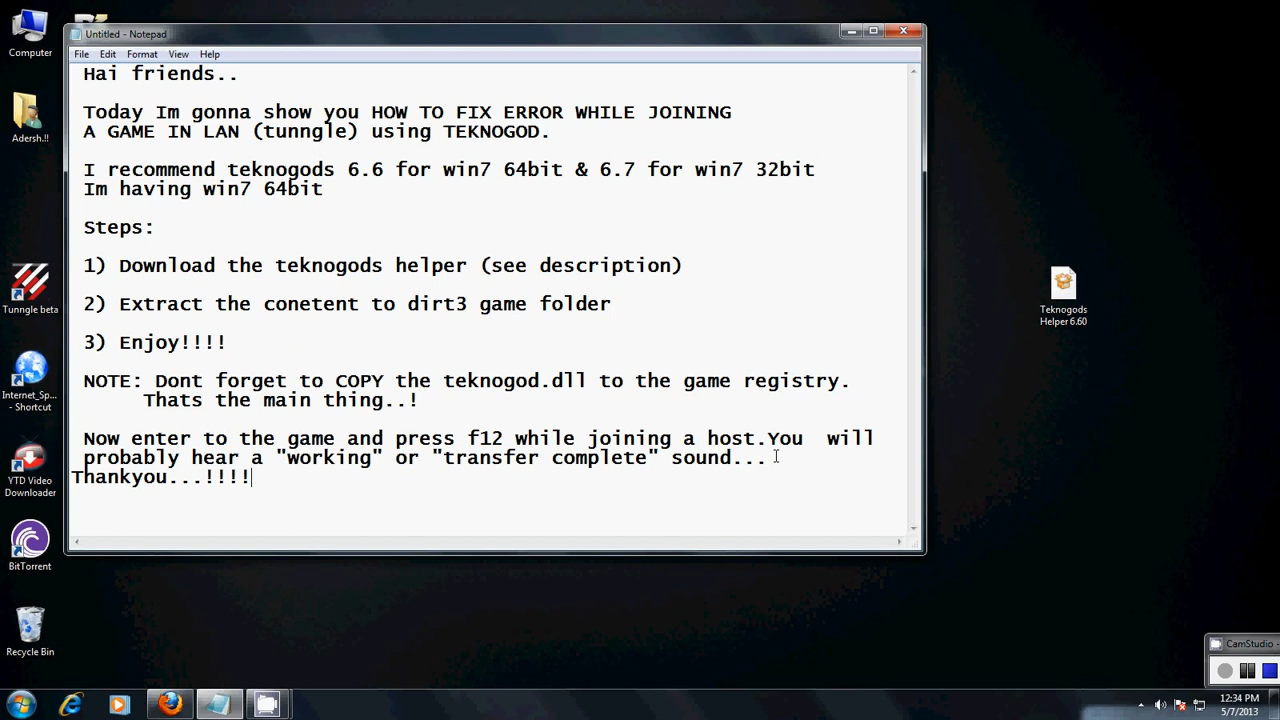 Computer
Adersh.!!
Tunngle beta
Internet_Sp...
- Shortcut
YTD Video
Downloader
BitTorrent
Recycle Bin
Untitled - Notepad
File Edit Format View Help
Hai friends..
Today Im gonna show you HOW TO FIX ERROR WHILE JOINING
A GAME IN LAN (tunngle) using TEKNOGOD.
I recommend teknogods 6.6 for win7 64bit & 6.7 for win7 32bit
Im having win7 64bit
Steps:
1) Download the teknogods helper (see description)
2) Extract the conetent to dirt3 game folder
3) Enjoy!!!!
NOTE: Dont forget to COPY the teknogod.dll to the game registry.
Thats the main thing..!
Now enter to the game and press f12 while joining a host.You will
probably hear a "working" or "transfer complete" sound...
Thankyou...!!!!
Teknogods
Helper 6.60
CamStudio -
12:34 PM
5/7/2013